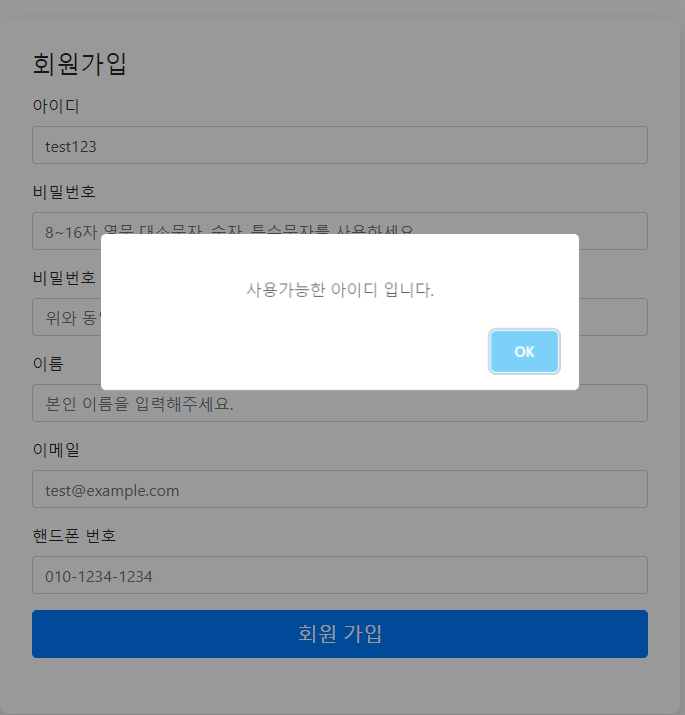 회원가입
아이디
test123
비밀번호
8~16자 영문 대소문자, 숫자, 특수문자를 사용하세요
비밀번호
위와 동일
사용가능한 아이디 입니다.
OK
이름
본인 이름을 입력해주세요.
이메일
test@example.com
핸드폰 번호
010-1234-1234
회원 가입